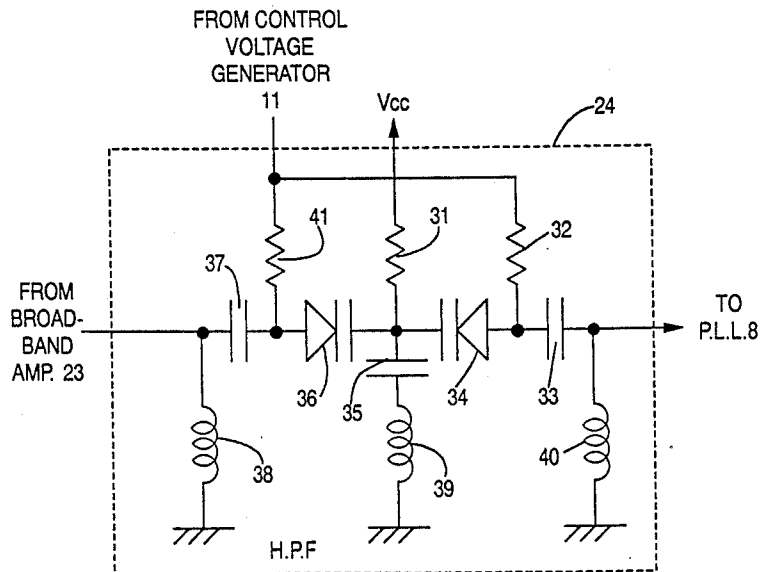 FROM CONTROL
VOLTAGE
GENERATOR
11
Vcc
24
41
31
32
37
FROM
BROAD-
BAND
AMP. 23
TO
P.L.L.8
36
35
34
33
38
39
40
H.P.F